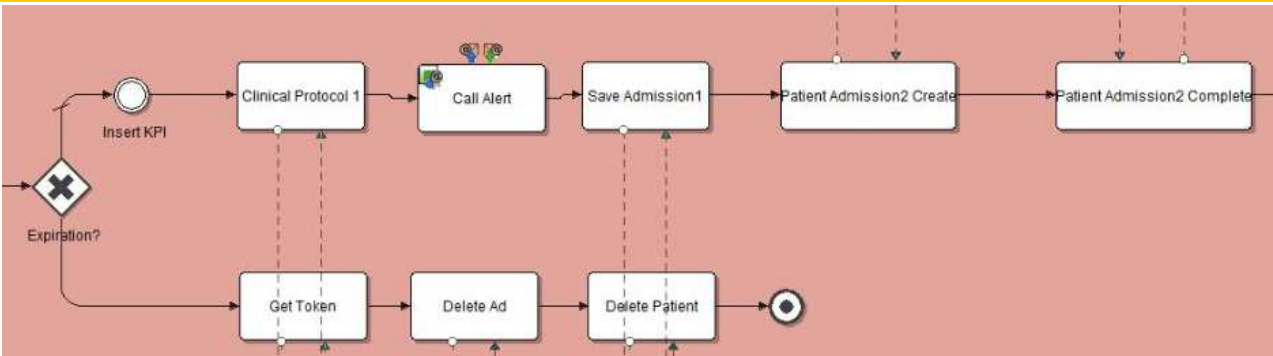 Clinical Protocol 1
Call Alert
Save Admission1
Patient Admission2 Create
Patient Admission2 Complete
Insert KPI
Expiration?
Get Token
Delete Ad
Delete Patient